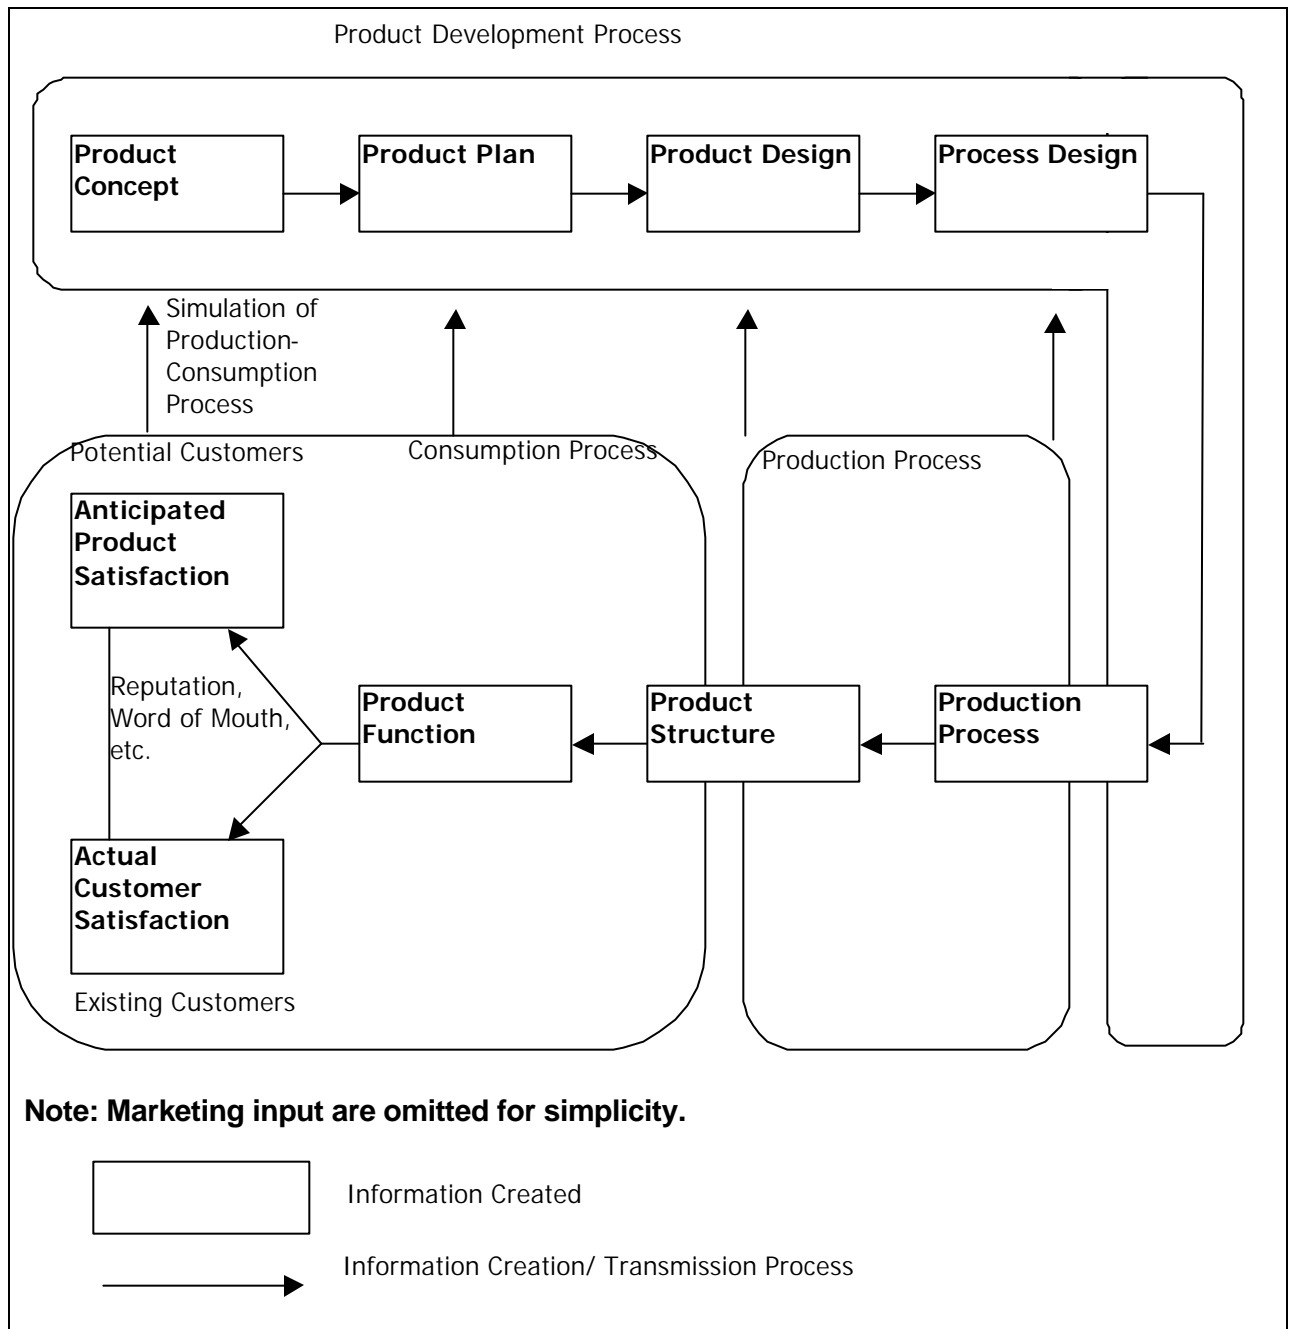 Product Development Process
Product
Concept
Product Plan
Product Design
Process Design
Simulation of
Production-
Consumption
Process
Potential Customers
Consumption Process
Production Process
Anticipated
Product
Satisfaction
Reputation,
Word of Mouth,
etc.
Product
Function
Product
Structure
Production
Process
Actual
Customer
Satisfaction
Existing Customers
Note: Marketing input are omitted for simplicity.
Information Created
Information Creation/ Transmission Process